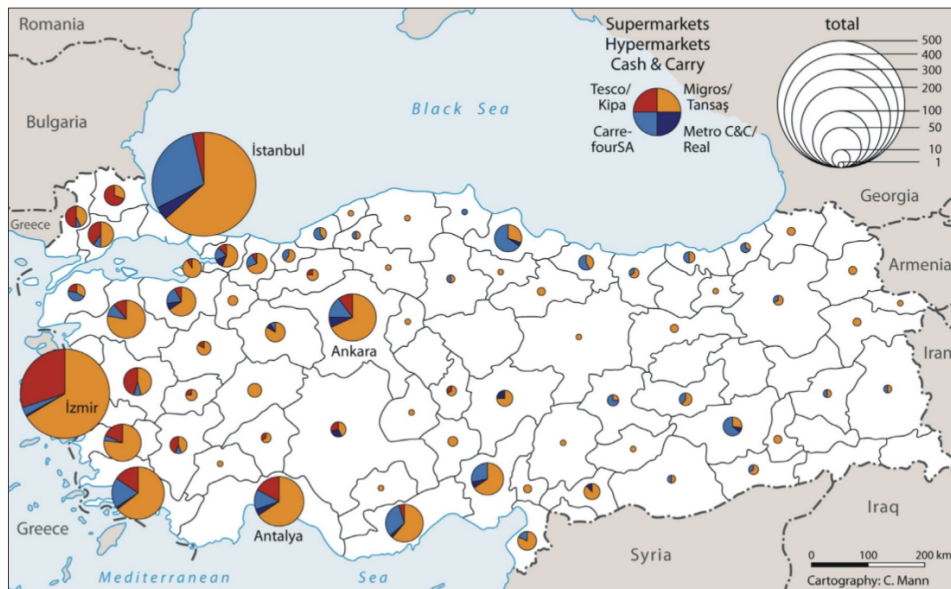 Romania
Bulgaria
Greece
Black Sea
Supermarkets
Hypermarkets
Cash & Carry
Tesco/
Kipa
Migros/
Tansaş
Carre-
fourSA
Metro C&C/
Real
total
500
400
300
200
100
50
10
1
Georgia
Armenia
Iran
İstanbul
Ankara
İzmir
Antalya
Greece
Mediterranean Sea
Syria
Iraq
0 100 200 km
Cartography: C. Mann